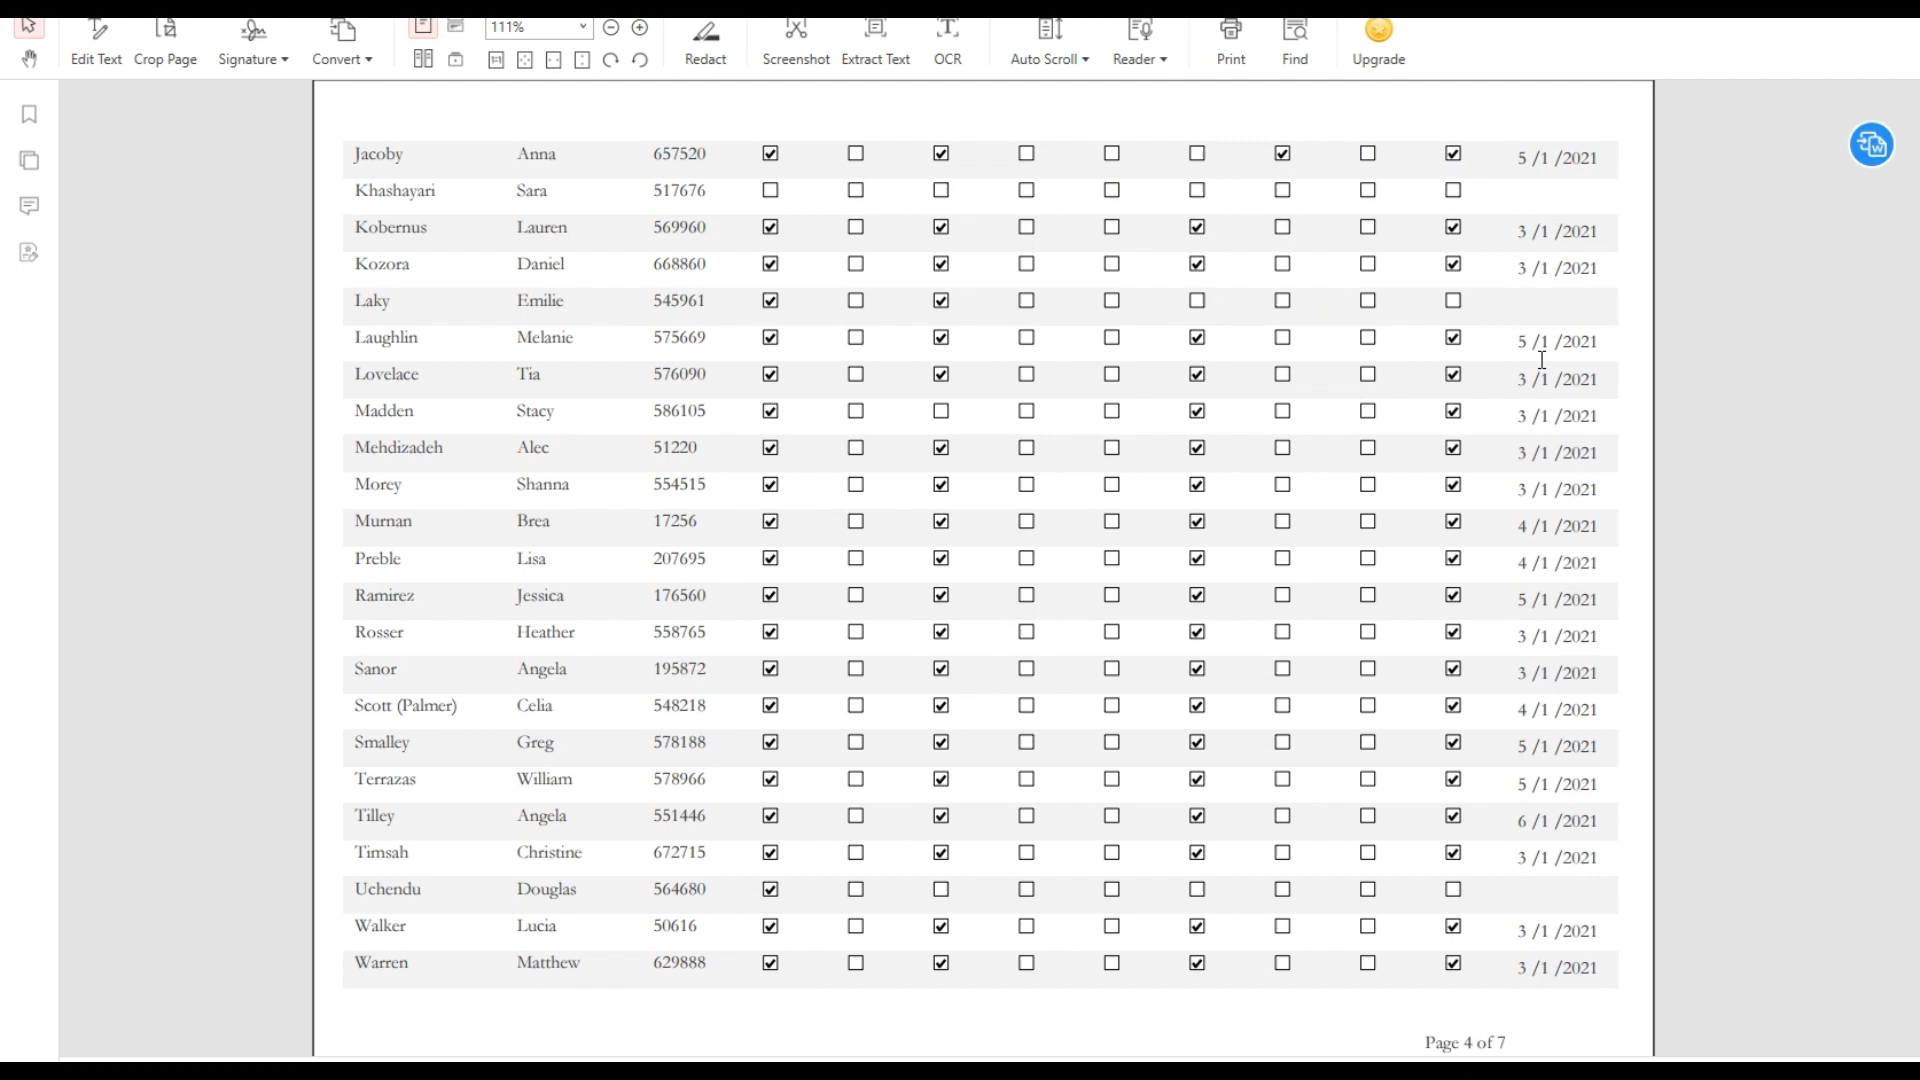 111%
Edit Text Crop Page Signature Convert Redact Screenshot Extract Text OCR Auto Scroll Reader Print Find Upgrade
Jacoby Anna 657520 5 /1 /2021
Khashayari Sara 517676
Kobernus Lauren 569960 3 /1 /2021
Kozora Daniel 668860 3 /1 /2021
Laky Emilie 545961
Laughlin Melanie 575669 5 /1 /2021
Lovelace Tia 576090 3 /1 /2021
Madden Stacy 586105 3 /1 /2021
Mehdizadeh Alec 51220 3 /1 /2021
Morey Shanna 554515 3 /1 /2021
Murnan Brea 17256 4 /1 /2021
Preble Lisa 207695 4 /1 /2021
Ramirez Jessica 176560 5 /1 /2021
Rosser Heather 558765 3 /1 /2021
Sanor Angela 195872 3 /1 /2021
Scott (Palmer) Celia 548218 4 /1 /2021
Smalley Greg 578188 5 /1 /2021
Terrazas William 578966 5 /1 /2021
Tilley Angela 551446 6 /1 /2021
Timsah Christine 672715 3 /1 /2021
Uchendu Douglas 564680
Walker Lucia 50616 3 /1 /2021
Warren Matthew 629888 3 /1 /2021
Page 4 of 7